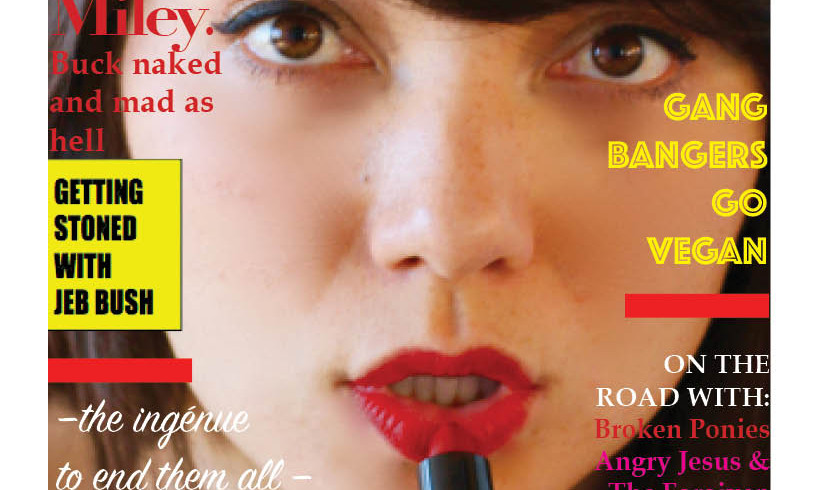 Miley.
Buck naked
and mad as
hell
GETTING
STONED
WITH
JEB BUSH
–the ingénue
to end them all –
GANG
BANGERS
GO
VEGAN
ON THE
ROAD WITH:
Broken Ponies
Angry Jesus &
The